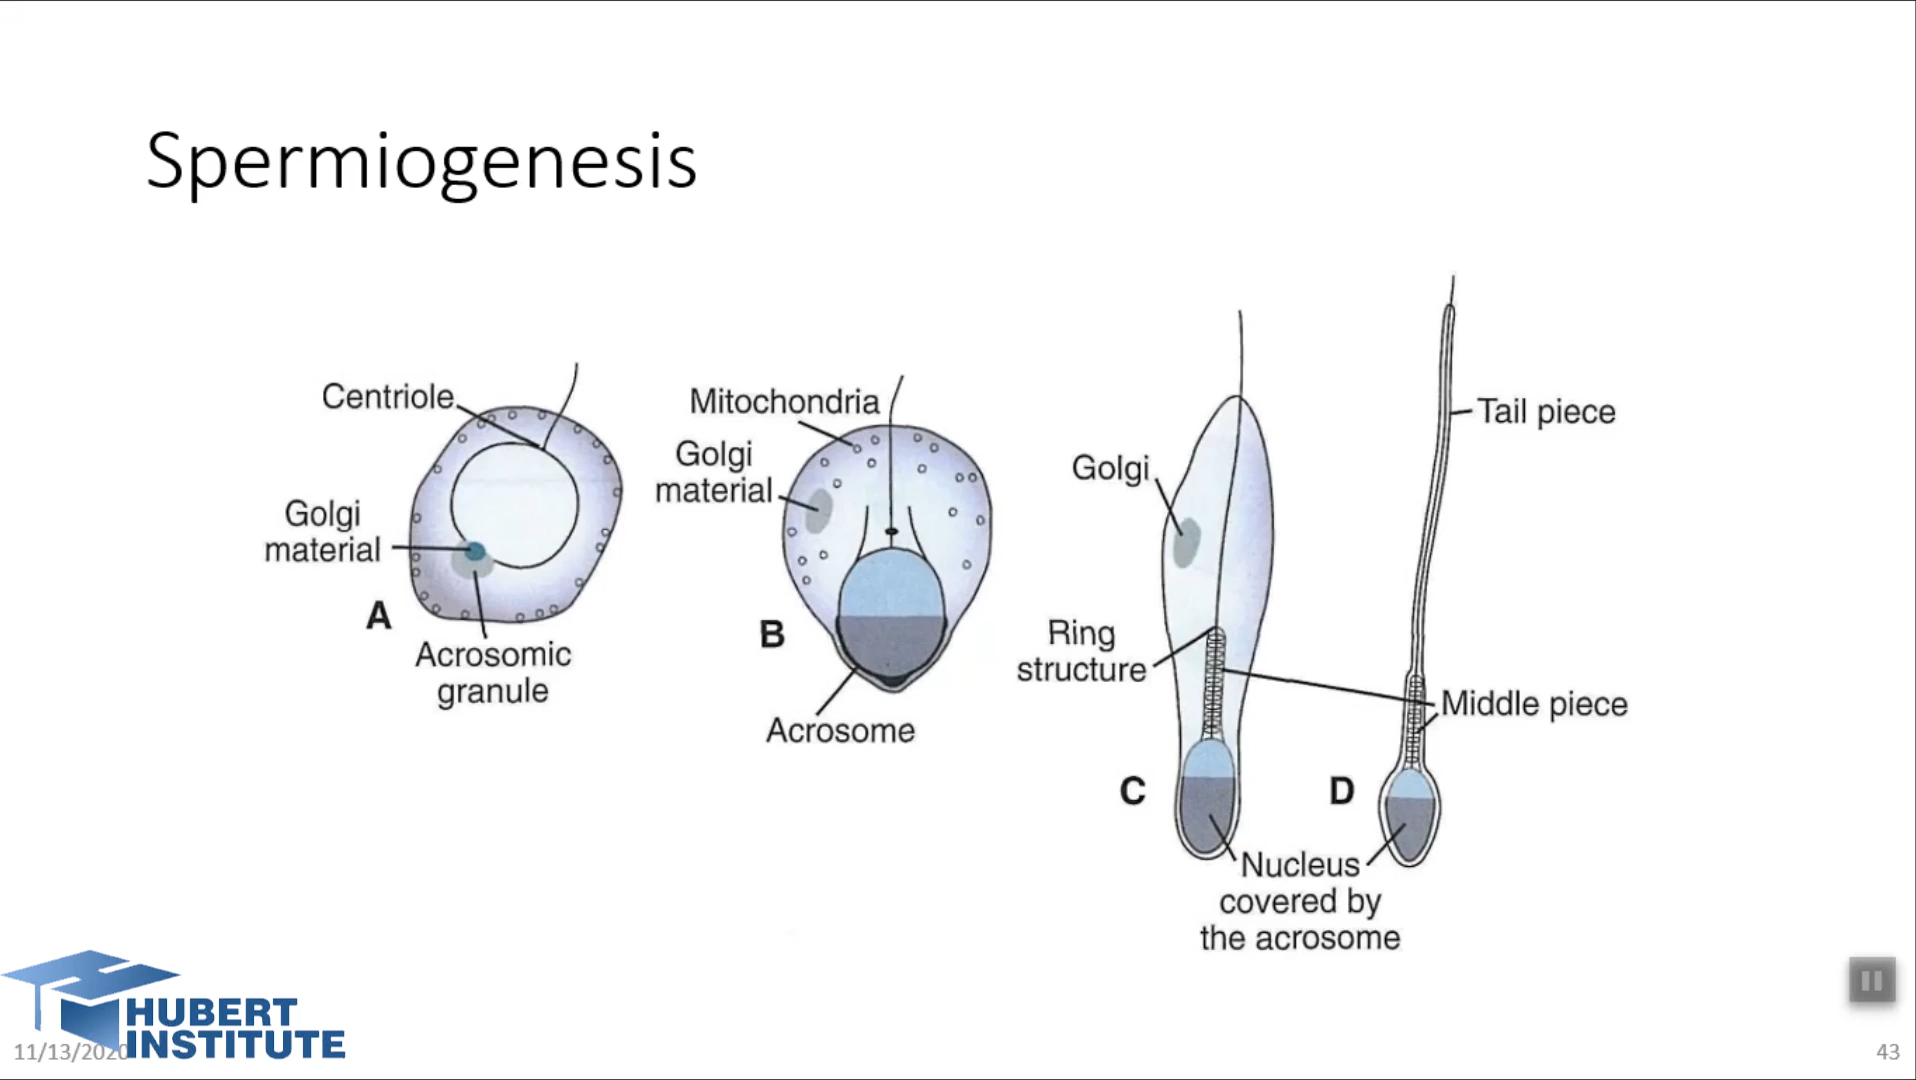 Spermiogenesis
Centriole
Golgi
material
A
Acrosomic
granule
Mitochondria
Golgi
material
B
Acrosome
Golgi
Ring
structure
C
Tail piece
Middle piece
D
Nucleus
covered by
the acrosome
HUBERT
INSTITUTE
11/13/2020
43